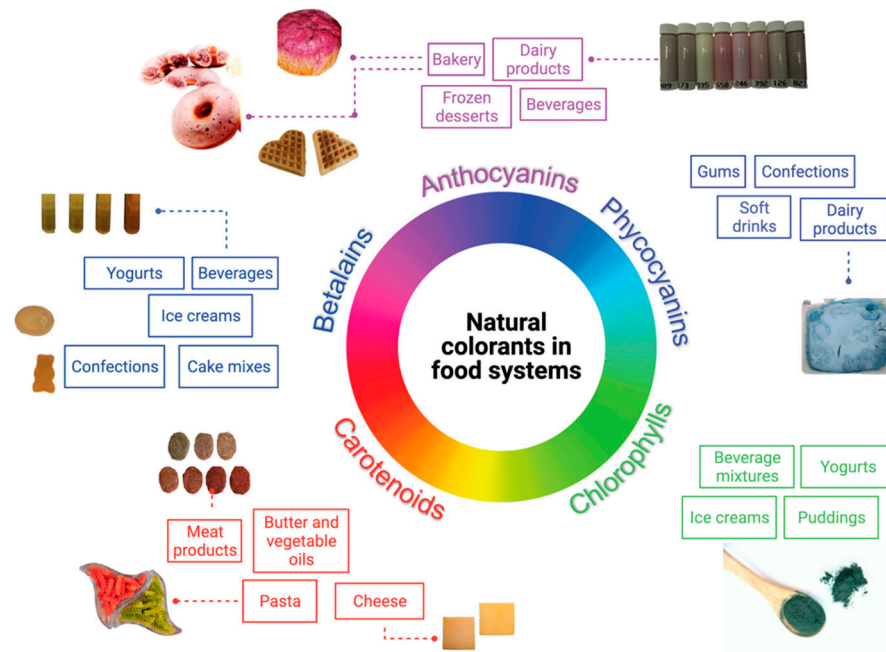 Bakery
Dairy
products
Frozen
desserts
Beverages
Anthocyanins
Phycocyanins
Betalains
Chlorophylls
Carotenoids
Natural
colorants in
food systems
Gums
Confections
Soft
drinks
Dairy
products
Yogurts
Beverages
Ice creams
Confections
Cake mixes
Beverage
mixtures
Yogurts
Ice creams
Puddings
Meat
products
Butter and
vegetable
oils
Pasta
Cheese